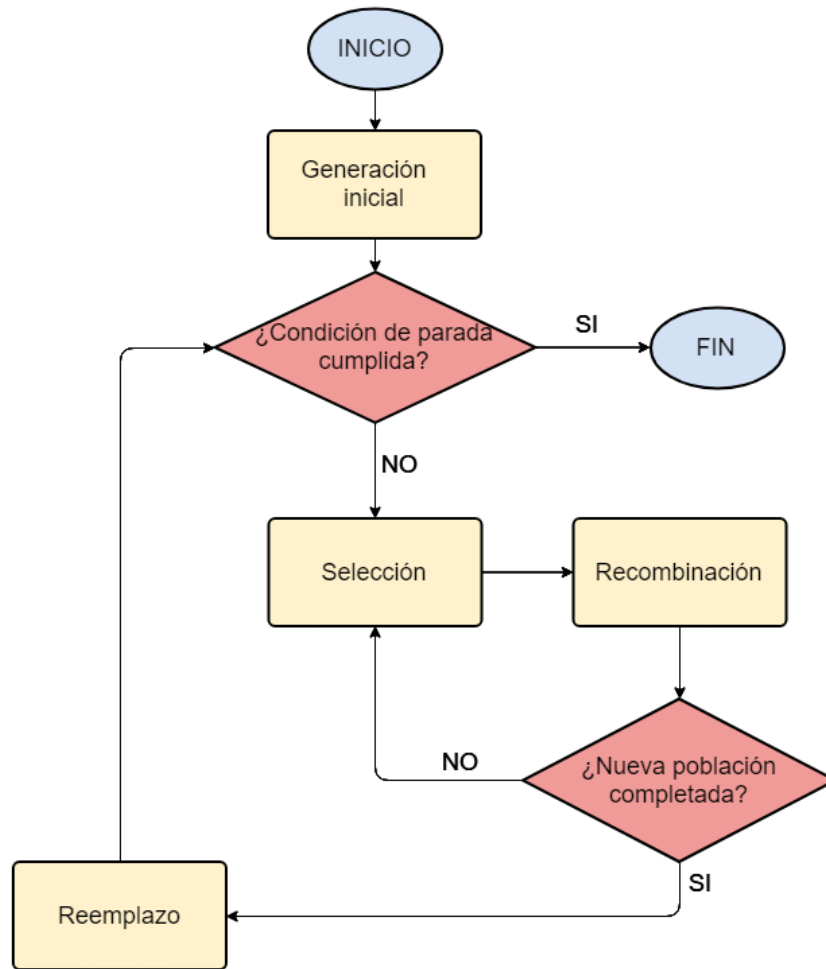 INICIO
Generación
inicial
¿Condición de parada
cumplida?
SI
FIN
NO
Selección
Recombinación
¿Nueva población
completada?
NO
SI
Reemplazo